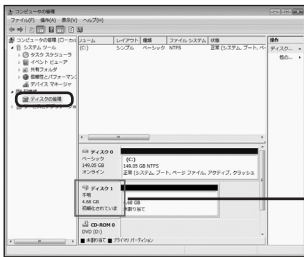 コンピュータの管理
ファイル(F) 操作(A) 表示(V) ヘルプ(H)
コンピュータの管理 (ローカル
システム ツール
タスク スケジューラ
イベント ビューア
共有フォルダ
信頼性とパフォーマンス
デバイス マネージャ
ディスクの管理
レイアウト 種類 ファイル システム 状態
(C:) シンプル ベーシック NTFS 正常 (システム, ブート, ペー
操作
ディスク...
他の...
ディスク 0
ベーシック
149.05 GB
オンライン
(C:)
149.05 GB NTFS
正常 (システム, ブート, ページ ファイル, アクティブ, クラッシュ
ディスク 1
不明
4.68 GB
初期化されていま
4.68 GB
未割り当て
CD-ROM 0
DVD (D:)
未割り当て プライマリ パーティション